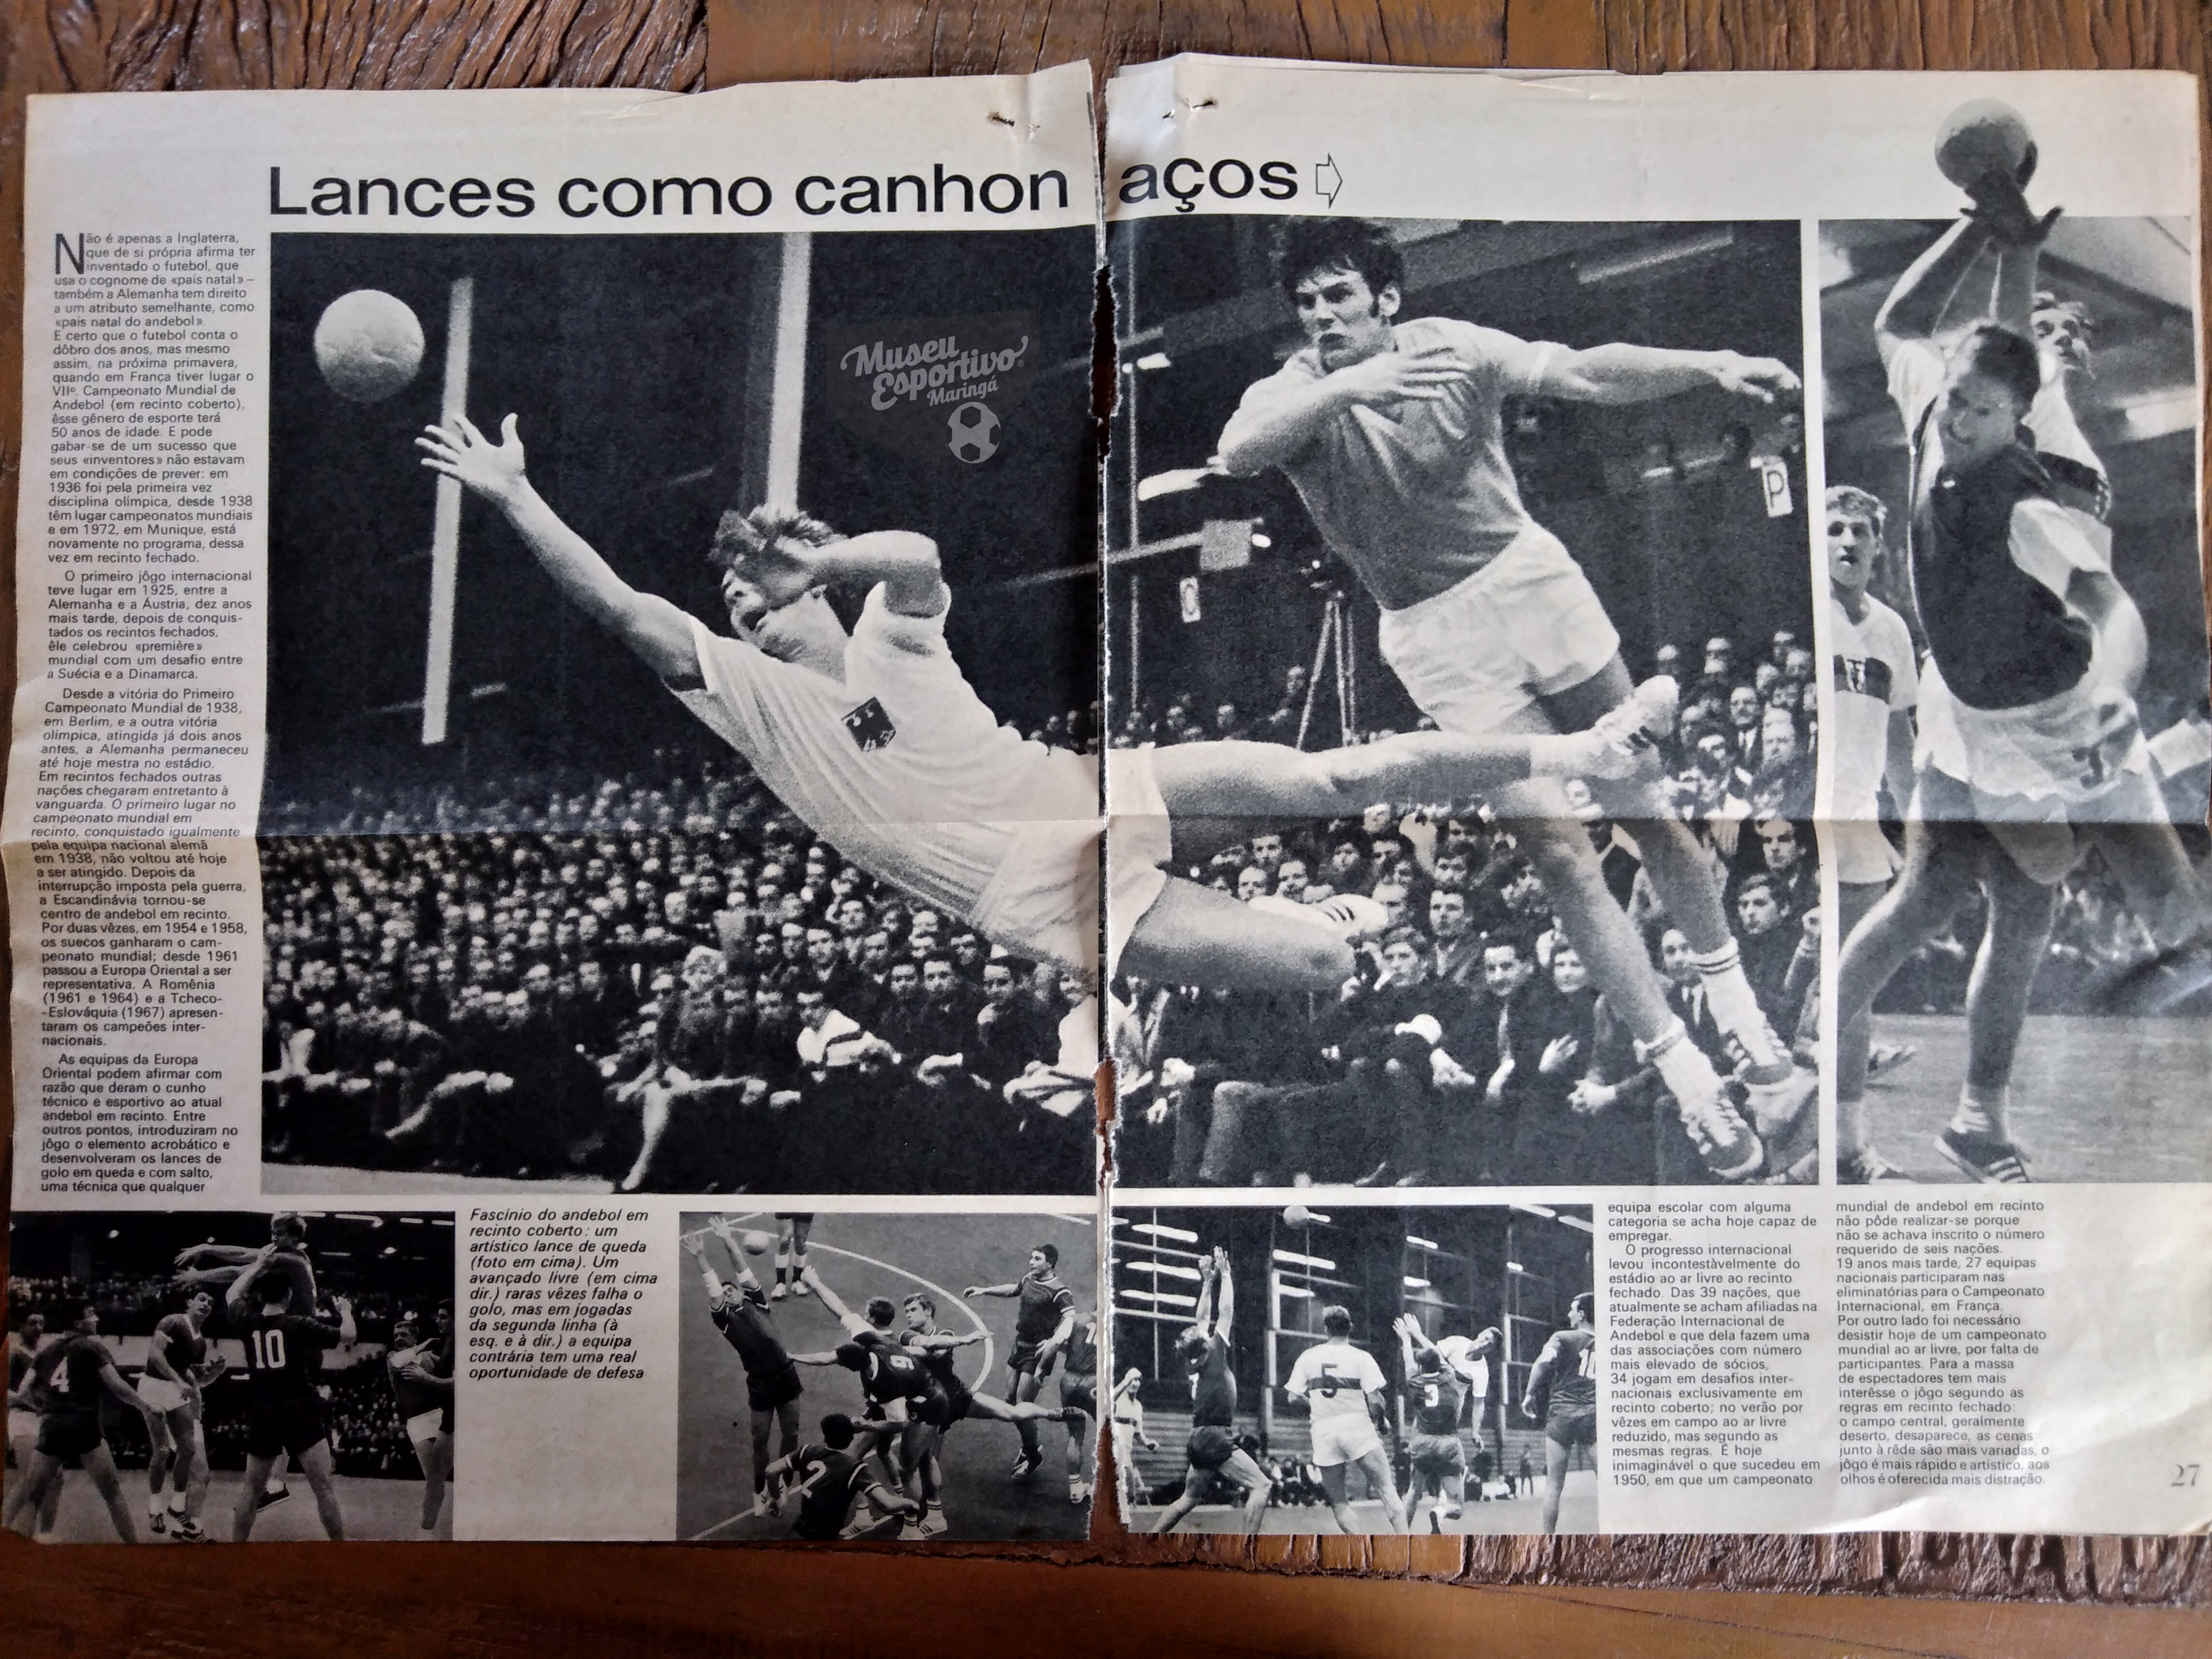 Lances como canhonaços
Não é apenas a Inglaterra,
que de si própria afirma ter
inventado o futebol, que
usa o cognome de «país natal» –
também a Alemanha tem direito
a um atributo semelhante, como
«país natal do andebol».
E certo que o futebol conta o
dôbro dos anos, mas mesmo
assim, na próxima primavera,
quando em França tiver lugar o
VIIº. Campeonato Mundial de
Andebol (em recinto coberto),
êsse gênero de esporte terá
50 anos de idade. E pode
gabar-se de um sucesso que
seus «inventores» não estavam
em condições de prever: em
1936 foi pela primeira vez
disciplina olímpica, desde 1938
têm lugar campeonatos mundiais
e em 1972, em Munique, está
novamente no programa, dessa
vez em recinto fechado.
O primeiro jôgo internacional
teve lugar em 1925, entre a
Alemanha e a Áustria, dez anos
mais tarde, depois de conquis-
tados os recintos fechados,
êle celebrou «première»
mundial com um desafio entre
a Suécia e a Dinamarca.
Desde a vitória do Primeiro
Campeonato Mundial de 1938,
em Berlim, e a outra vitória
olímpica, atingida já dois anos
antes, a Alemanha permaneceu
até hoje mestra no estádio.
Em recintos fechados outras
nações chegaram entretanto à
vanguarda. O primeiro lugar no
campeonato mundial em
recinto, conquistado igualmente
pela equipa nacional alemã
em 1938, não voltou até hoje
a ser atingido. Depois da
interrupção imposta pela guerra,
a Escandinávia tornou-se
centro de andebol em recinto.
Por duas vêzes, em 1954 e 1958,
os suecos ganharam o cam-
peonato mundial; desde 1961
passou a Europa Oriental a ser
representativa. A Romênia
(1961 e 1964) e a Tcheco-
-Eslováquia (1967) apresen-
taram os campeões inter-
nacionais.
As equipas da Europa
Oriental podem afirmar com
razão que deram o cunho
técnico e esportivo ao atual
andebol em recinto. Entre
outros pontos, introduziram no
jôgo o elemento acrobático e
desenvolveram os lances de
golo em queda e com salto,
uma técnica que qualquer
Museu
Esportivo
Maringá
P
Fascínio do andebol em
recinto coberto: um
artístico lance de queda
(foto em cima). Um
avançado livre (em cima
dir.) raras vêzes falha o
golo, mas em jogadas
da segunda linha (à
esq. e à dir.) a equipa
contrária tem uma real
oportunidade de defesa
4
10
9
2
5
3
equipa escolar com alguma
categoria se acha hoje capaz de
empregar.
O progresso internacional
levou incontestàvelmente do
estádio ao ar livre ao recinto
fechado. Das 39 nações, que
atualmente se acham afiliadas na
Federação Internacional de
Andebol e que dela fazem uma
das associações com número
mais elevado de sócios,
34 jogam em desafios inter-
nacionais exclusivamente em
recinto coberto; no verão por
vêzes em campo ao ar livre
reduzido, mas segundo as
mesmas regras. É hoje
inimaginável o que sucedeu em
1950, em que um campeonato
mundial de andebol em recinto
não pôde realizar-se porque
não se achava inscrito o número
requerido de seis nações.
19 anos mais tarde, 27 equipas
nacionais participaram nas
eliminatórias para o Campeonato
Internacional, em França.
Por outro lado foi necessário
desistir hoje de um campeonato
mundial ao ar livre, por falta de
participantes. Para a massa
de espectadores tem mais
interêsse o jôgo segundo as
regras em recinto fechado:
o campo central, geralmente
deserto, desaparece, as cenas
junto à rêde são mais variadas, o
jôgo é mais rápido e artístico, aos
olhos é oferecida mais distração.
27